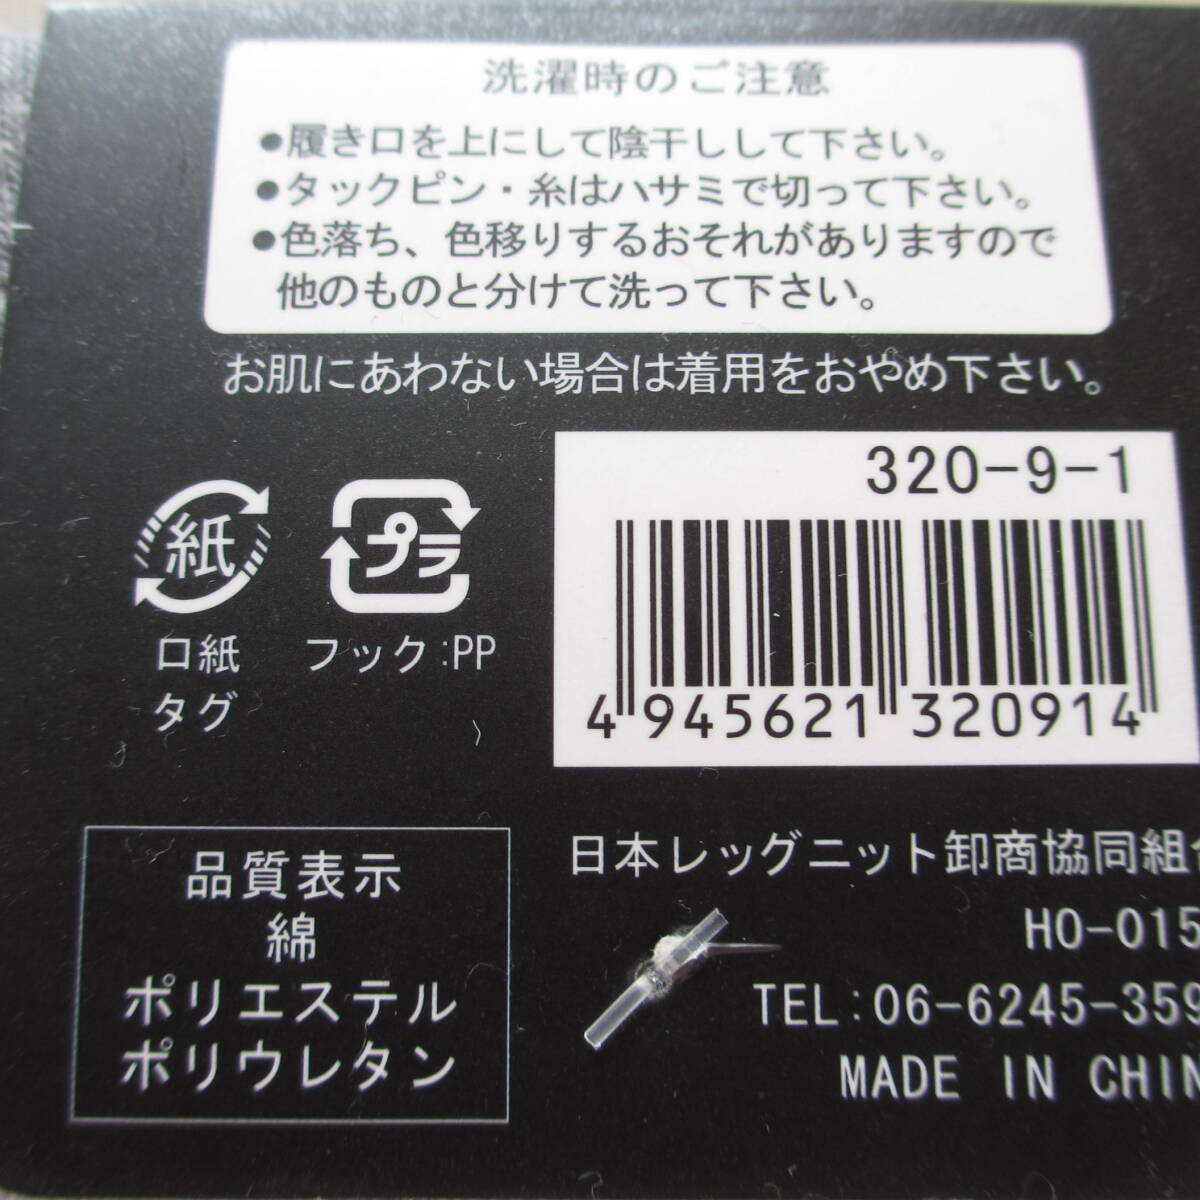 洗濯時のご注意
●履き口を上にして陰干しして下さい。
●タックピン・糸はハサミで切って下さい。
●色落ち、色移りするおそれがありますので
他のものと分けて洗って下さい。
お肌にあわない場合は着用をおやめ下さい。
320-9-1
4 945621 320914
紙
プラ
口紙
タグ
フック:PP
品質表示
綿
ポリエステル
ポリウレタン
日本レッグニット卸商協同組合
HO-015
TEL:06-6245-359
MADE IN CHIN